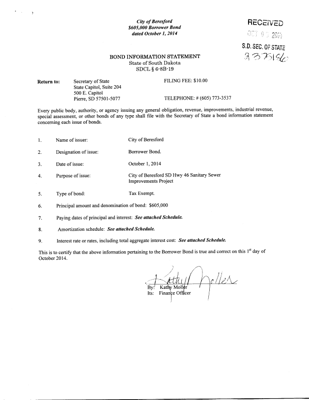 City of Beresford
$605,000 Borrower Bond
dated October 1, 2014
RECEIVED
S.D. SEC. OF STATE
BOND INFORMATION STATEMENT
State of South Dakota
SDCL § 6-8B-19
Return to: Secretary of State FILING FEE: $10.00
State Capitol, Suite 204
500 E. Capitol
Pierre, SD 57501-5077 TELEPHONE: # (605) 773-3537
Every public body, authority, or agency issuing any general obligation, revenue, improvements, industrial revenue,
special assessment, or other bonds of any type shall file with the Secretary of State a bond information statement
concerning each issue of bonds.
1. Name of issuer: City of Beresford
2. Designation of issue: Borrower Bond.
3. Date of issue: October 1, 2014
4. Purpose of issue: City of Beresford SD Hwy 46 Sanitary Sewer
Improvements Project
5. Type of bond: Tax Exempt.
6. Principal amount and denomination of bond: $605,000
7. Paying dates of principal and interest: See attached Schedule.
8. Amortization schedule: See attached Schedule.
9. Interest rate or rates, including total aggregate interest cost: See attached Schedule.
This is to certify that the above information pertaining to the Borrower Bond is true and correct on this 1st day of
October 2014.
Kathy Moller
By: Kathy Moller
Its: Finance Officer